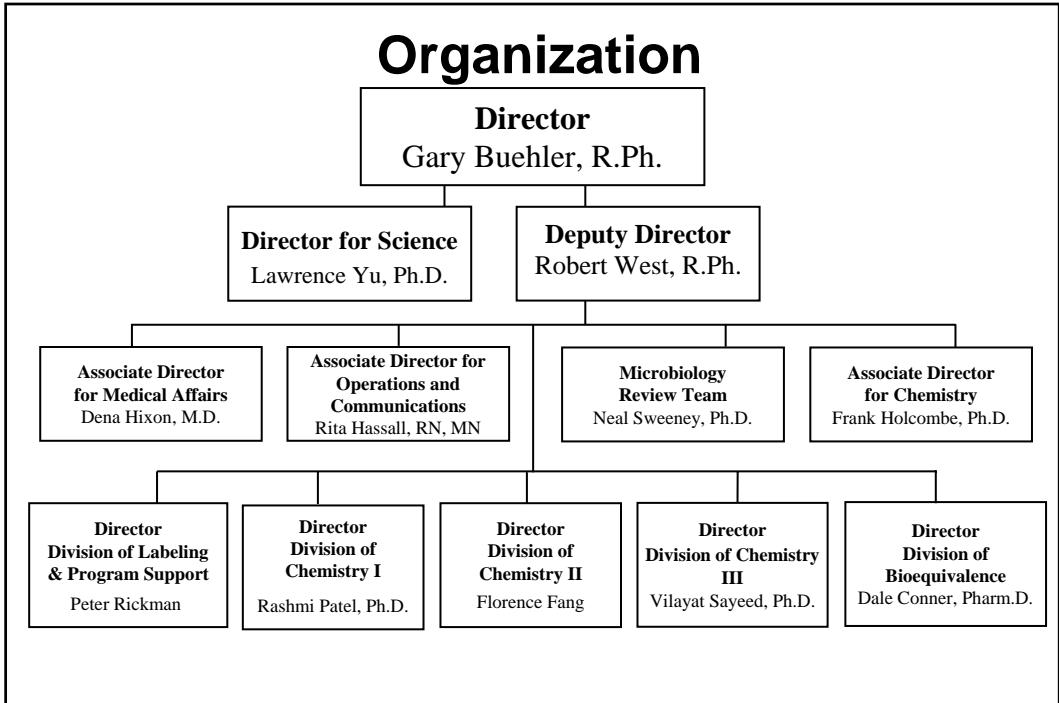 Organization
Director
Gary Buehler, R.Ph.
Director for Science
Lawrence Yu, Ph.D.
Deputy Director
Robert West, R.Ph.
Associate Director
for Medical Affairs
Dena Hixon, M.D.
Associate Director for
Operations and
Communications
Rita Hassall, RN, MN
Microbiology
Review Team
Neal Sweeney, Ph.D.
Associate Director
for Chemistry
Frank Holcombe, Ph.D.
Director
Division of Labeling
& Program Support
Peter Rickman
Director
Division of
Chemistry I
Rashmi Patel, Ph.D.
Director
Division of
Chemistry II
Florence Fang
Director
Division of Chemistry
III
Vilayat Sayeed, Ph.D.
Director
Division of
Bioequivalence
Dale Conner, Pharm.D.